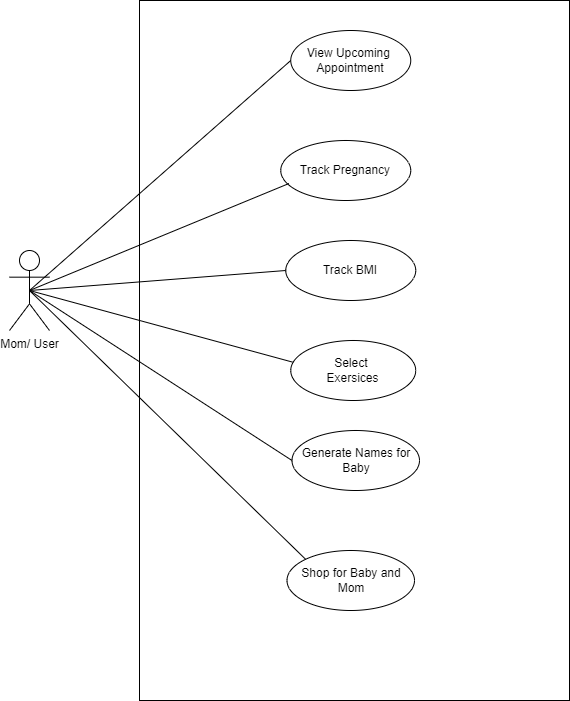 View Upcoming
Appointment
Track Pregnancy
Track BMI
Mom/ User
Select
Exersices
Generate Names for
Baby
Shop for Baby and
Mom